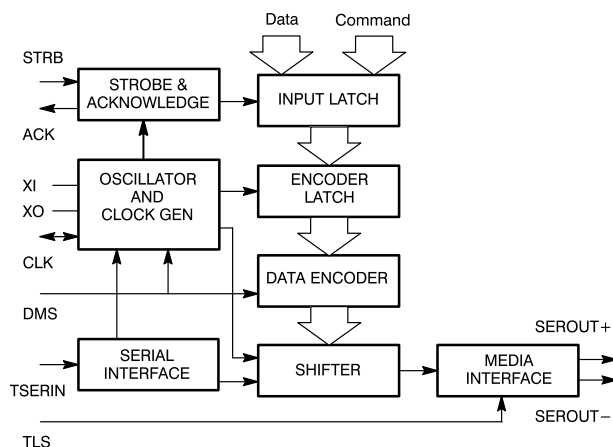 Data
Command
STRB
STROBE &
ACKNOWLEDGE
INPUT LATCH
ACK
XI
XO
OSCILLATOR
AND
CLOCK GEN
ENCODER
LATCH
CLK
DATA ENCODER
DMS
SEROUT+
SERIAL
INTERFACE
SHIFTER
MEDIA
INTERFACE
TSERIN
SEROUT−
TLS